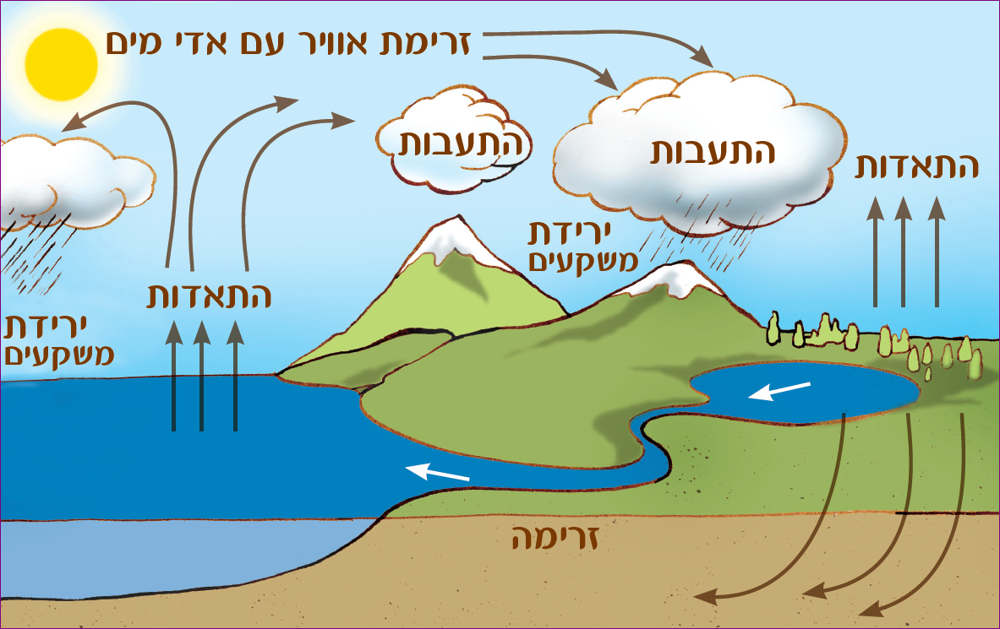 זרימת אוויר עם אדי מים
התעבות
התעבות
התאדות
ירידת
משקעים
התאדות
ירידת
משקעים
זרימה